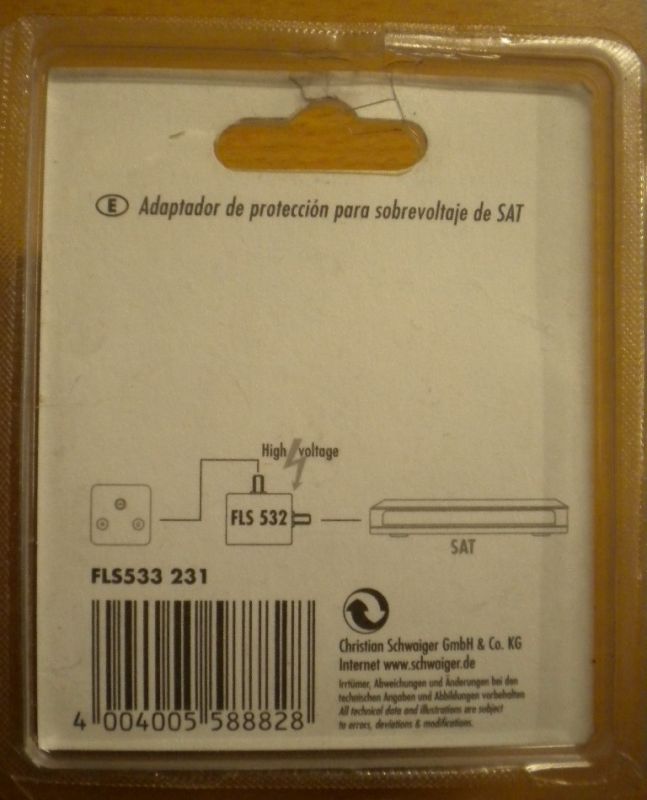 E Adaptador de protección para sobrevoltaje de SAT
High voltage
FLS 532
SAT
FLS533 231
4 004005 588828
Christian Schwaiger GmbH & Co. KG
Internet www.schwaiger.de
Irrtümer, Abweichungen und Änderungen bei den
technischen Angaben und Abbildungen vorbehalten
All technical data and illustrations are subject
to errors, deviations & modifications.